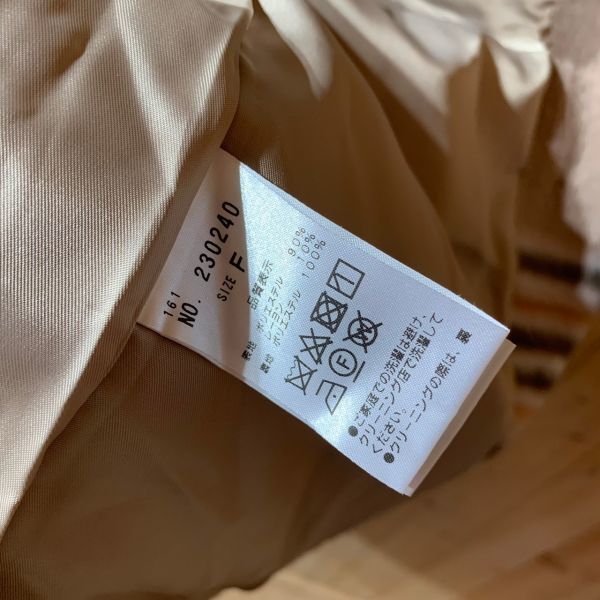 161
NO. 230240
SIZE F
品質表示
表地 ポリエステル 90%
10%
裏地 ポリエステル 100%
F
●ご家庭での洗濯は避け、
クリーニング店で洗濯して
ください。
●クリーニングの際は、裏